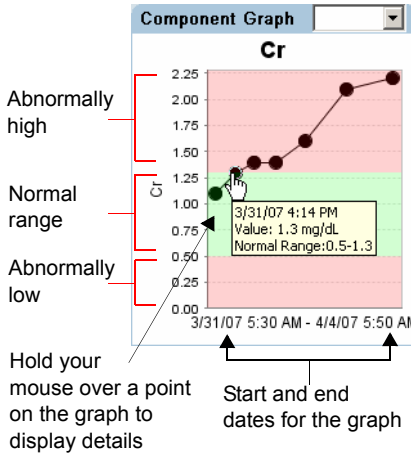 Component Graph
Cr
2.25
2.00
1.75
1.50
1.25
1.00
0.75
0.50
0.25
0.00
Cr
Abnormally
high
Normal
range
Abnormally
low
3/31/07 4:14 PM
Value: 1.3 mg/dL
Normal Range:0.5-1.3
3/31/07 5:30 AM - 4/4/07 5:50 AM
Hold your
mouse over a point
on the graph to
display details
Start and end
dates for the graph